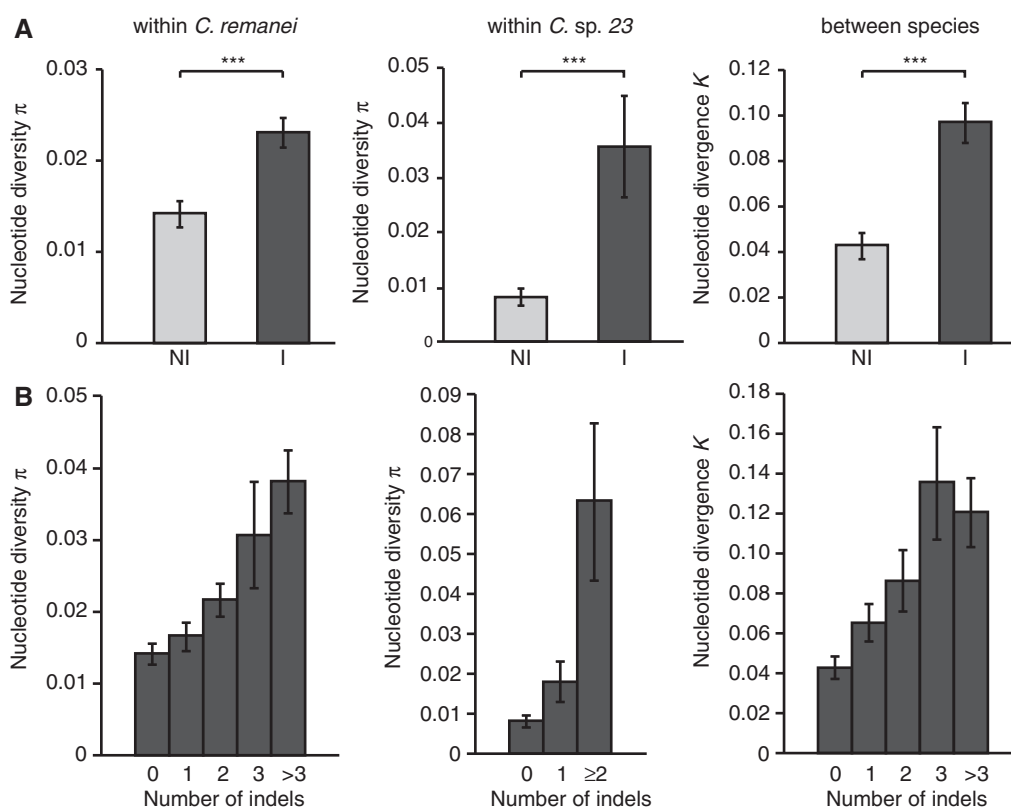 A
within C. remanei
within C. sp. 23
between species
Nucleotide diversity π
0.03
0.02
0.01
0
***
NI
I
Nucleotide diversity π
0.05
0.04
0.03
0.02
0.01
0
***
NI
I
Nucleotide divergence K
0.12
0.10
0.08
0.06
0.04
0.02
0
***
NI
I
B
Nucleotide diversity π
0.05
0.04
0.03
0.02
0.01
0
0 1 2 3 >3
Number of indels
Nucleotide diversity π
0.09
0.08
0.07
0.06
0.05
0.04
0.03
0.02
0.01
0
0 1 ≥2
Number of indels
Nucleotide divergence K
0.18
0.16
0.14
0.12
0.10
0.08
0.06
0.04
0.02
0
0 1 2 3 >3
Number of indels